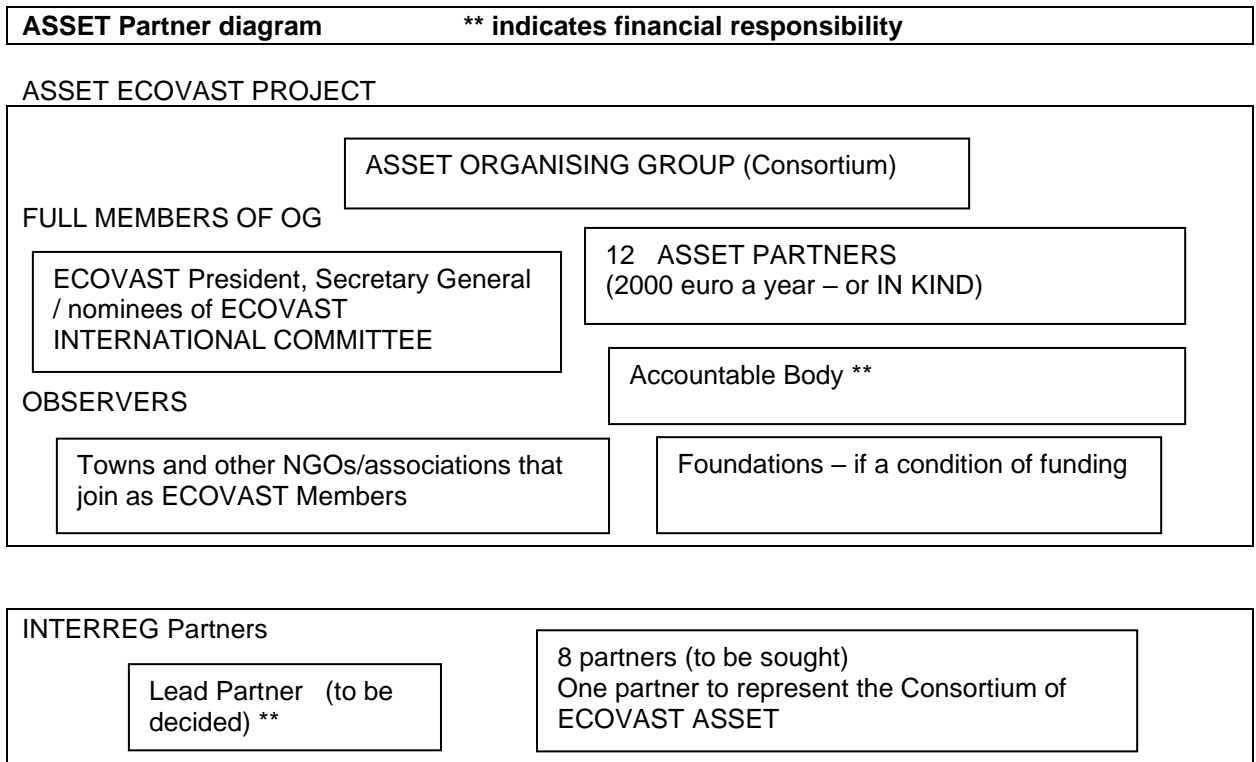 ASSET Partner diagram ** indicates financial responsibility
ASSET ECOVAST PROJECT
ASSET ORGANISING GROUP (Consortium)
FULL MEMBERS OF OG
ECOVAST President, Secretary General
/ nominees of ECOVAST
INTERNATIONAL COMMITTEE
12 ASSET PARTNERS
(2000 euro a year – or IN KIND)
Accountable Body **
OBSERVERS
Towns and other NGOs/associations that
join as ECOVAST Members
Foundations – if a condition of funding
INTERREG Partners
Lead Partner (to be
decided) **
8 partners (to be sought)
One partner to represent the Consortium of
ECOVAST ASSET